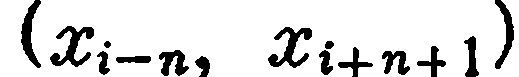 (x_{i-n}, x_{i+n+1})